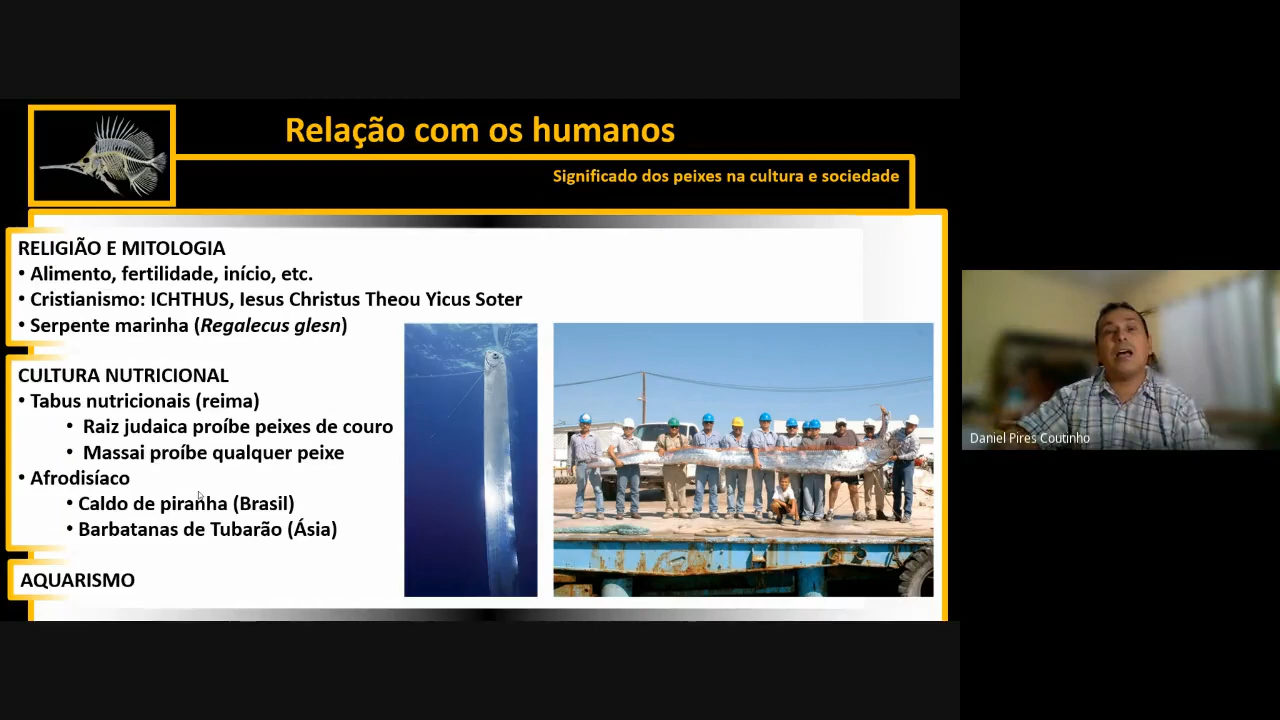 Relação com os humanos
Significado dos peixes na cultura e sociedade
RELIGIÃO E MITOLOGIA
• Alimento, fertilidade, início, etc.
• Cristianismo: ICHTHUS, Iesus Christus Theou Yicus Soter
• Serpente marinha (Regalecus glesn)
CULTURA NUTRICIONAL
• Tabus nutricionais (reima)
• Raiz judaica proíbe peixes de couro
• Massai proíbe qualquer peixe
• Afrodisíaco
• Caldo de piranha (Brasil)
• Barbatanas de Tubarão (Ásia)
AQUARISMO
Daniel Pires Coutinho